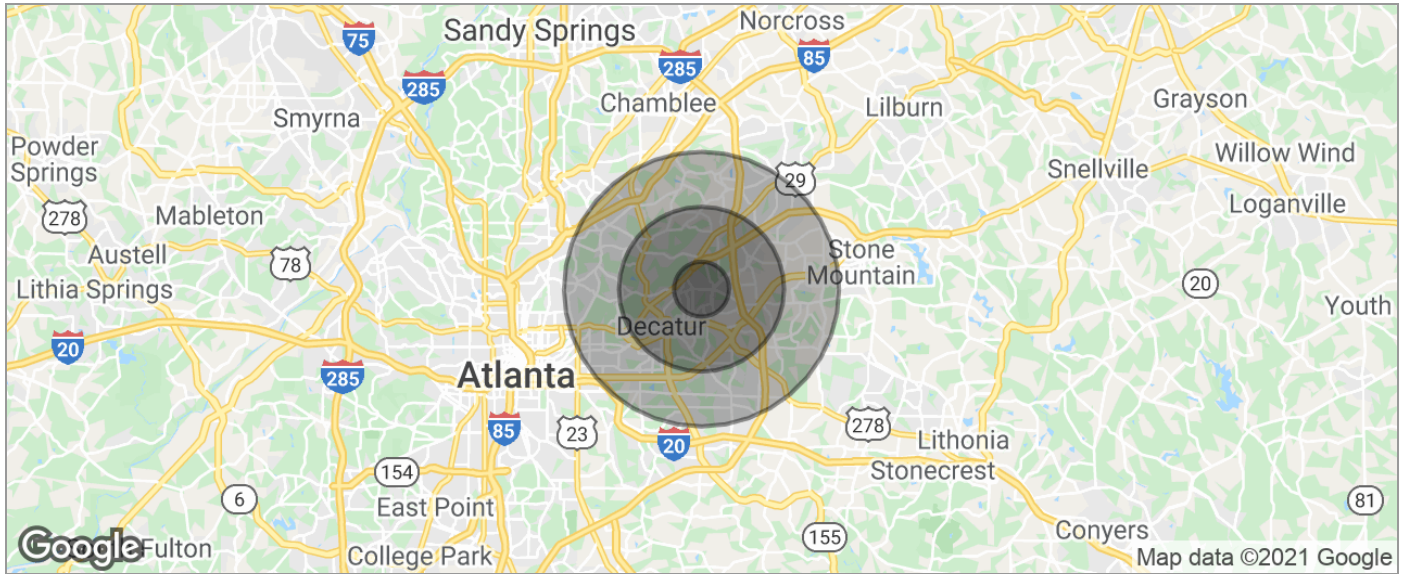 Norcross
Sandy Springs
75
285
285
85
Chamblee
Lilburn
Grayson
Smyrna
Powder
Springs
Snellville
Willow Wind
29
278
Mableton
Loganville
Austell
78
Stone
Mountain
Lithia Springs
20
Youth
Decatur
20
285
Atlanta
85
23
20
278
Lithonia
Stonecrest
154
6
East Point
81
155
Conyers
Google
Fulton
College Park
Map data ©2021 Google